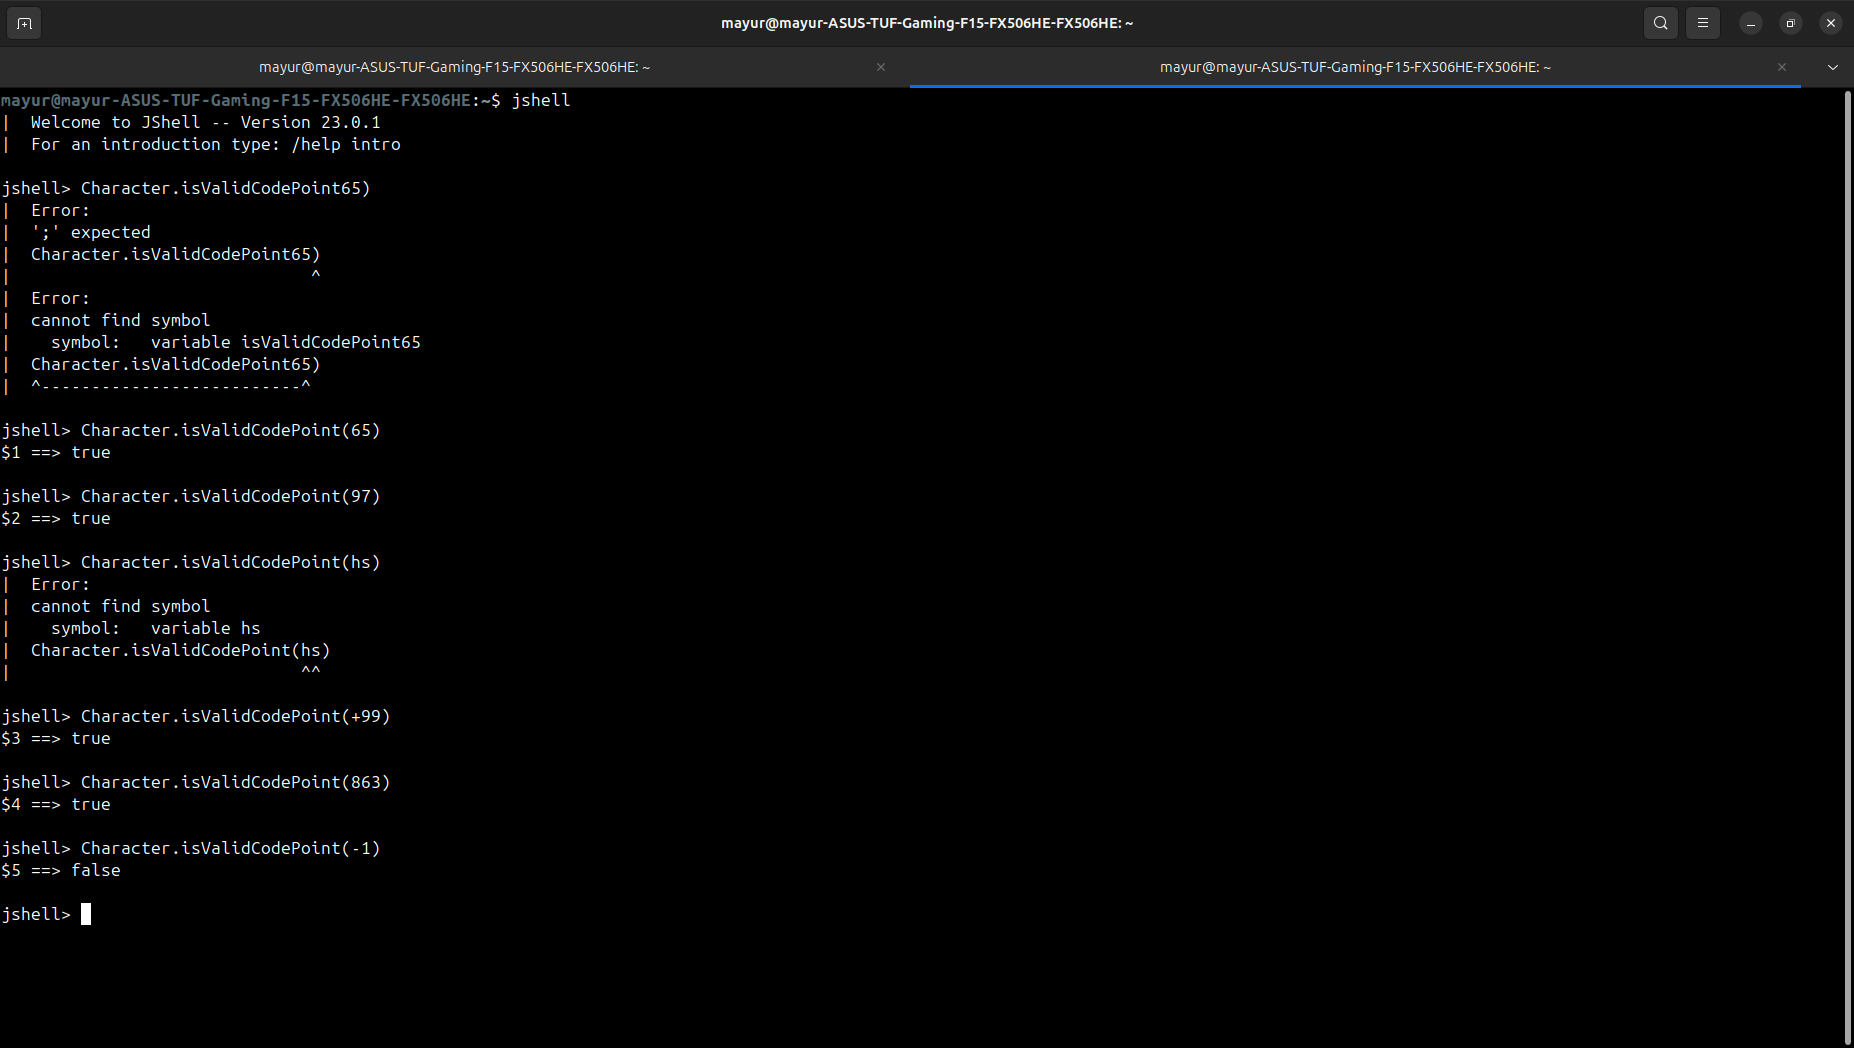 mayur@mayur-ASUS-TUF-Gaming-F15-FX506HE-FX506HE: ~
mayur@mayur-ASUS-TUF-Gaming-F15-FX506HE-FX506HE: ~
mayur@mayur-ASUS-TUF-Gaming-F15-FX506HE-FX506HE: ~
mayur@mayur-ASUS-TUF-Gaming-F15-FX506HE-FX506HE:~$ jshell
|  Welcome to JShell -- Version 23.0.1
|  For an introduction type: /help intro
jshell> Character.isValidCodePoint65)
|  Error:
|  ';' expected
|  Character.isValidCodePoint65)
|                              ^
|  Error:
|  cannot find symbol
|    symbol:   variable isValidCodePoint65
|  Character.isValidCodePoint65)
|  ^--------------------------^
jshell> Character.isValidCodePoint(65)
$1 ==> true
jshell> Character.isValidCodePoint(97)
$2 ==> true
jshell> Character.isValidCodePoint(hs)
|  Error:
|  cannot find symbol
|    symbol:   variable hs
|  Character.isValidCodePoint(hs)
|                             ^^
jshell> Character.isValidCodePoint(+99)
$3 ==> true
jshell> Character.isValidCodePoint(863)
$4 ==> true
jshell> Character.isValidCodePoint(-1)
$5 ==> false
jshell>